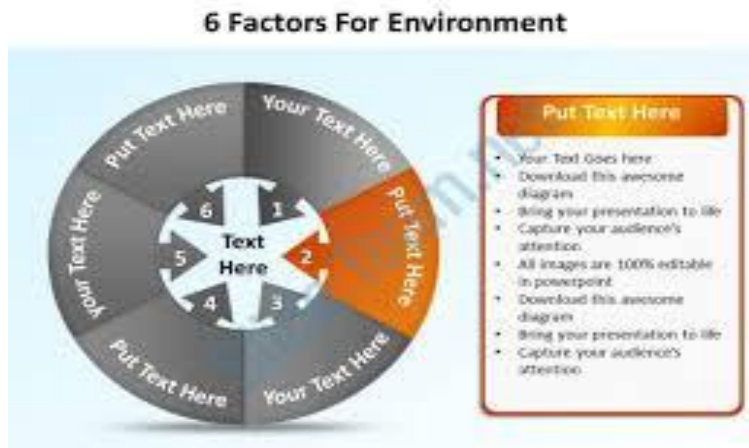 6 Factors For Environment
Your Text Here
Put Text Here
Your Text Here
Put Text Here
Your Text Here
Put Text Here
1
2
3
4
5
6
Text
Here
Put Text Here
• Your Text Goes here
• Download this awesome
diagram
• Bring your presentation to life
• Capture your audience's
attention
• All images are 100% editable
in powerpoint
• Download this awesome
diagram
• Bring your presentation to life
• Capture your audience's
attention